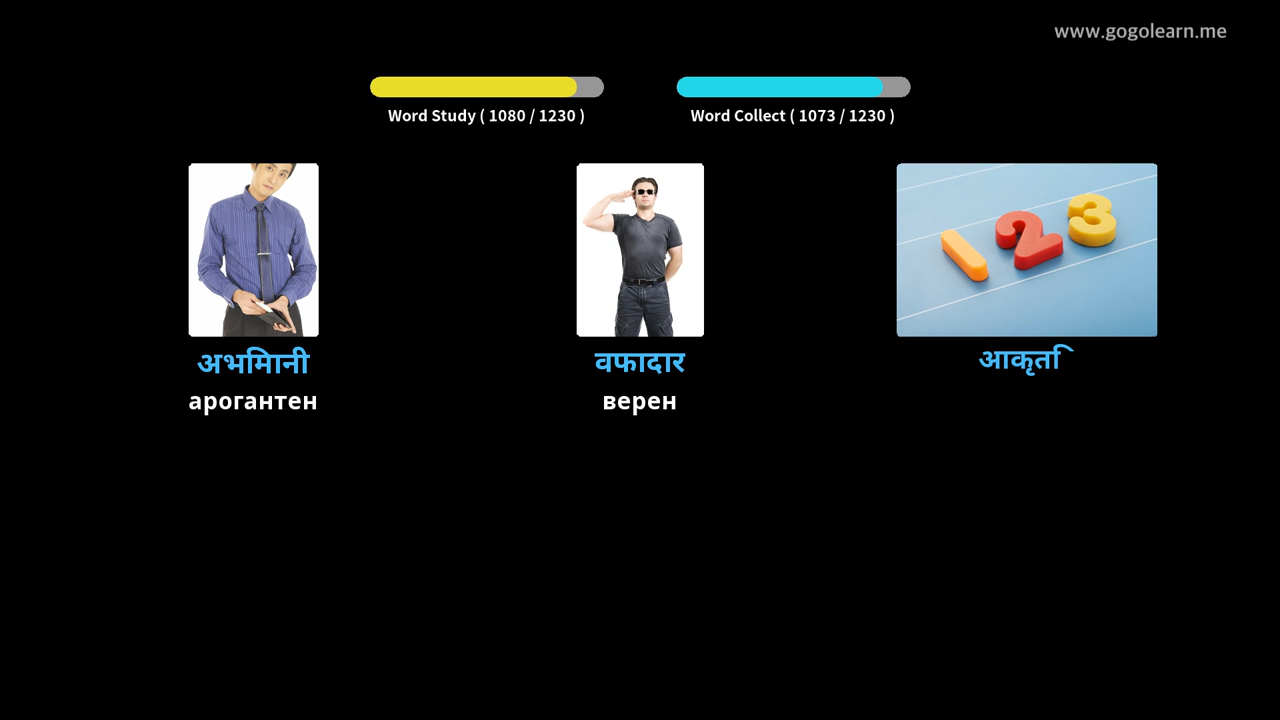 www.gogolearn.me
Word Study ( 1080 / 1230 )
Word Collect ( 1073 / 1230 )
अभिमानी
арогантен
वफादार
верен
आकृति